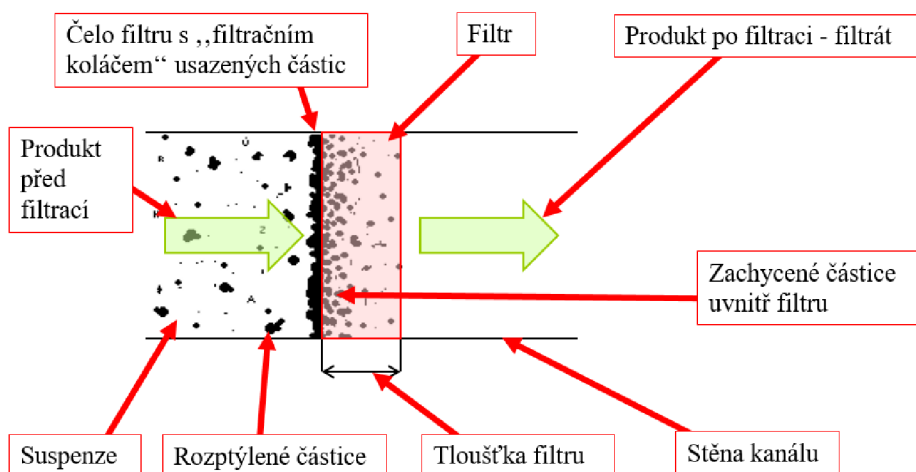 Čelo filtru s ,,filtračním
koláčem“ usazených částic
Filtr
Produkt po filtraci - filtrát
Produkt
před
filtrací
Zachycené částice
uvnitř filtru
Suspenze
Rozptýlené částice
Tloušťka filtru
Stěna kanálu